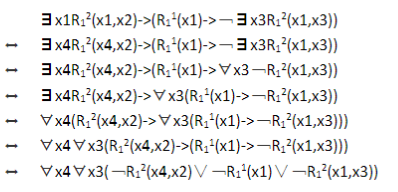 ∃x1R₁²(x1,x2)->(R₁¹(x1)->￢∃x3R₁²(x1,x3))
↔ ∃x4R₁²(x4,x2)->(R₁¹(x1)->￢∃x3R₁²(x1,x3))
↔ ∃x4R₁²(x4,x2)->(R₁¹(x1)->∀x3￢R₁²(x1,x3))
↔ ∃x4R₁²(x4,x2)->∀x3(R₁¹(x1)->￢R₁²(x1,x3))
↔ ∀x4(R₁²(x4,x2)->∀x3(R₁¹(x1)->￢R₁²(x1,x3)))
↔ ∀x4∀x3(R₁²(x4,x2)->(R₁¹(x1)->￢R₁²(x1,x3)))
↔ ∀x4∀x3(￢R₁²(x4,x2)∨￢R₁¹(x1)∨￢R₁²(x1,x3))